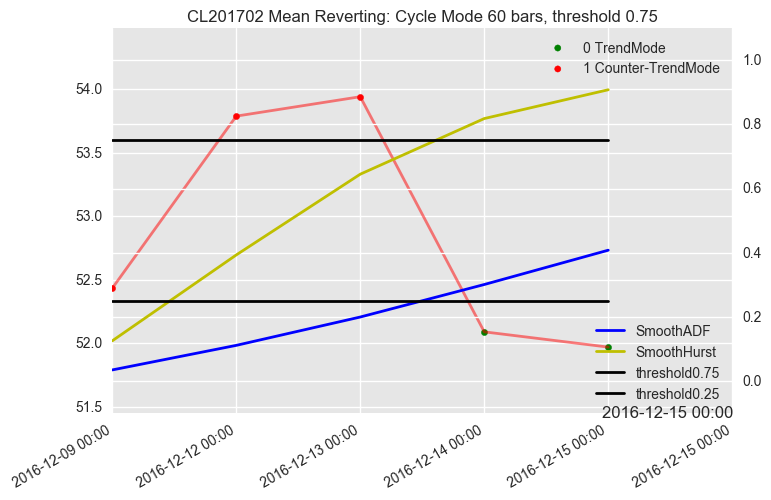 CL201702 Mean Reverting: Cycle Mode 60 bars, threshold 0.75
0 TrendMode
1 Counter-TrendMode
54.0
53.5
53.0
52.5
52.0
51.5
1.0
0.8
0.6
0.4
0.2
0.0
SmoothADF
SmoothHurst
threshold0.75
threshold0.25
2016-12-15 00:00
2016-12-09 00:00
2016-12-12 00:00
2016-12-13 00:00
2016-12-14 00:00
2016-12-15 00:00
2016-12-15 00:00